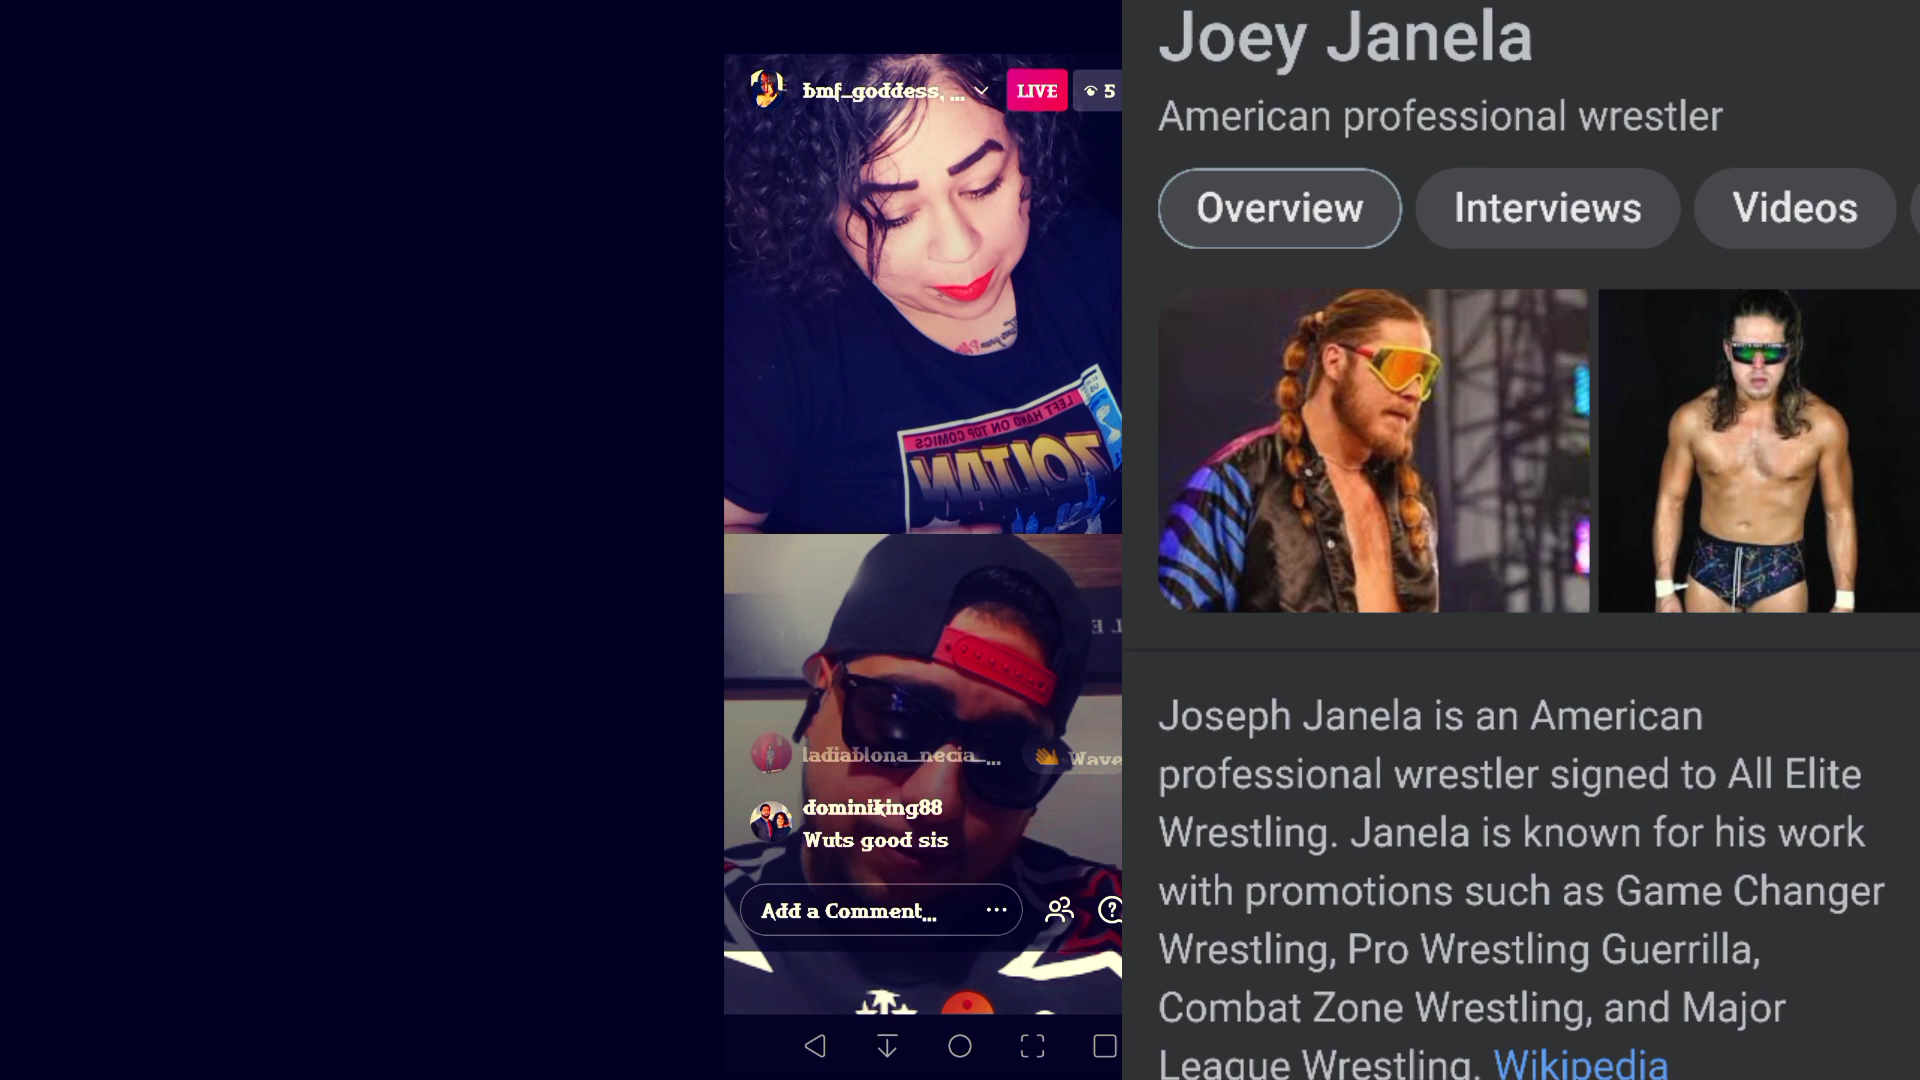 bmf_goddess, ...
LIVE
5
LEFT HAND ON TOP COMICS
ZOLTAN
ladiablona_necia_...
Wave
dominiking88
Wuts good sis
Add a Comment...
Joey Janela
American professional wrestler
Overview
Interviews
Videos
Joseph Janela is an American
professional wrestler signed to All Elite
Wrestling. Janela is known for his work
with promotions such as Game Changer
Wrestling, Pro Wrestling Guerrilla,
Combat Zone Wrestling, and Major
League Wrestling. Wikipedia